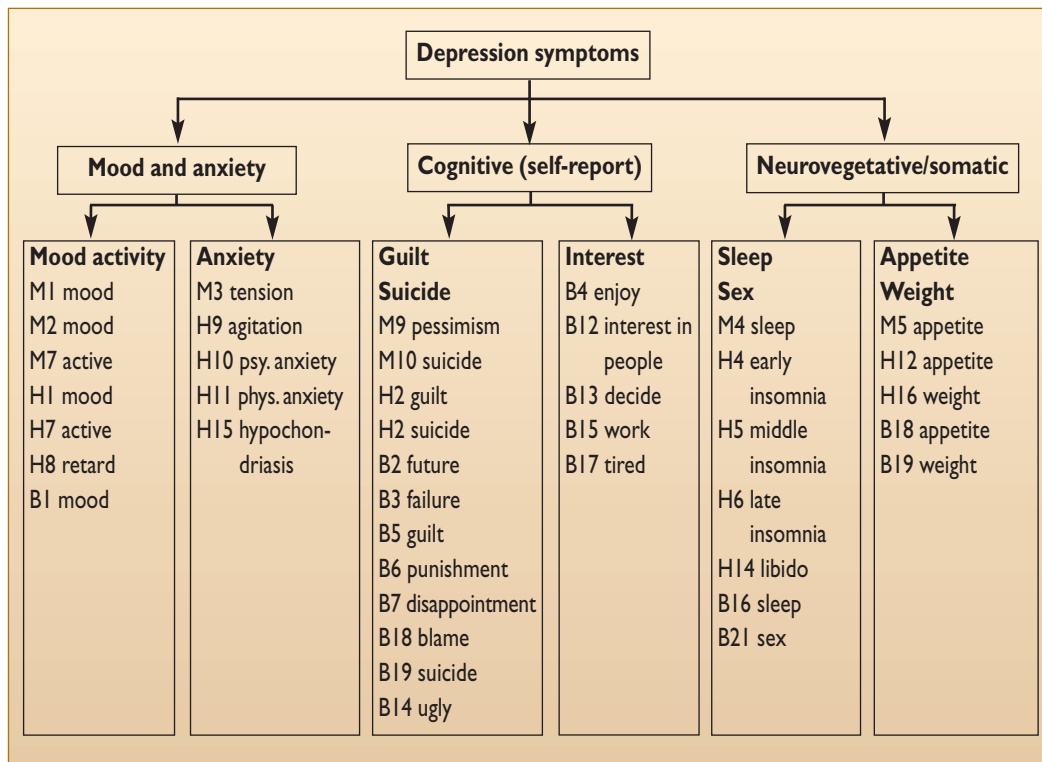 Depression symptoms
Mood and anxiety
Cognitive (self-report)
Neurovegetative/somatic
Mood activity
M1 mood
M2 mood
M7 active
H1 mood
H7 active
H8 retard
B1 mood
Anxiety
M3 tension
H9 agitation
H10 psy. anxiety
H11 phys. anxiety
H15 hypochon-
driasis
Guilt
Suicide
M9 pessimism
M10 suicide
H2 guilt
H2 suicide
B2 future
B3 failure
B5 guilt
B6 punishment
B7 disappointment
B18 blame
B19 suicide
B14 ugly
Interest
B4 enjoy
B12 interest in
people
B13 decide
B15 work
B17 tired
Sleep
Sex
M4 sleep
H4 early
insomnia
H5 middle
insomnia
H6 late
insomnia
H14 libido
B16 sleep
B21 sex
Appetite
Weight
M5 appetite
H12 appetite
H16 weight
B18 appetite
B19 weight